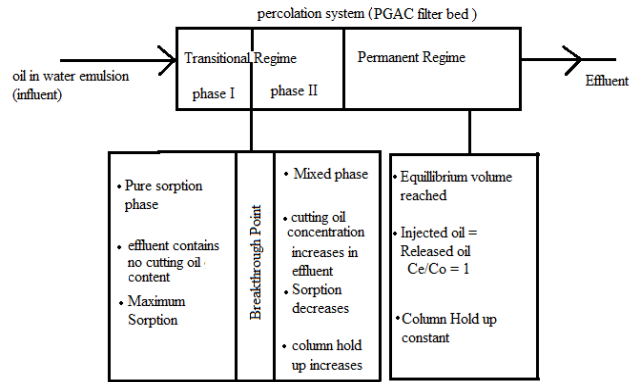 percolation system (PGAC filter bed )
oil in water emulsion
(influent)
Transitional Regime
phase I
phase II
Permanent Regime
Effluent
• Pure sorption
phase
• effluent contains
no cutting oil
content
• Maximum
Sorption
Breakthrough Point
• Mixed phase
• cutting oil
concentration
increases in
effluent
• Sorption
decreases
• column hold
up increases
• Equillibrium volume
reached
• Injected oil =
Released oil
Ce/Co = 1
• Column Hold up
constant